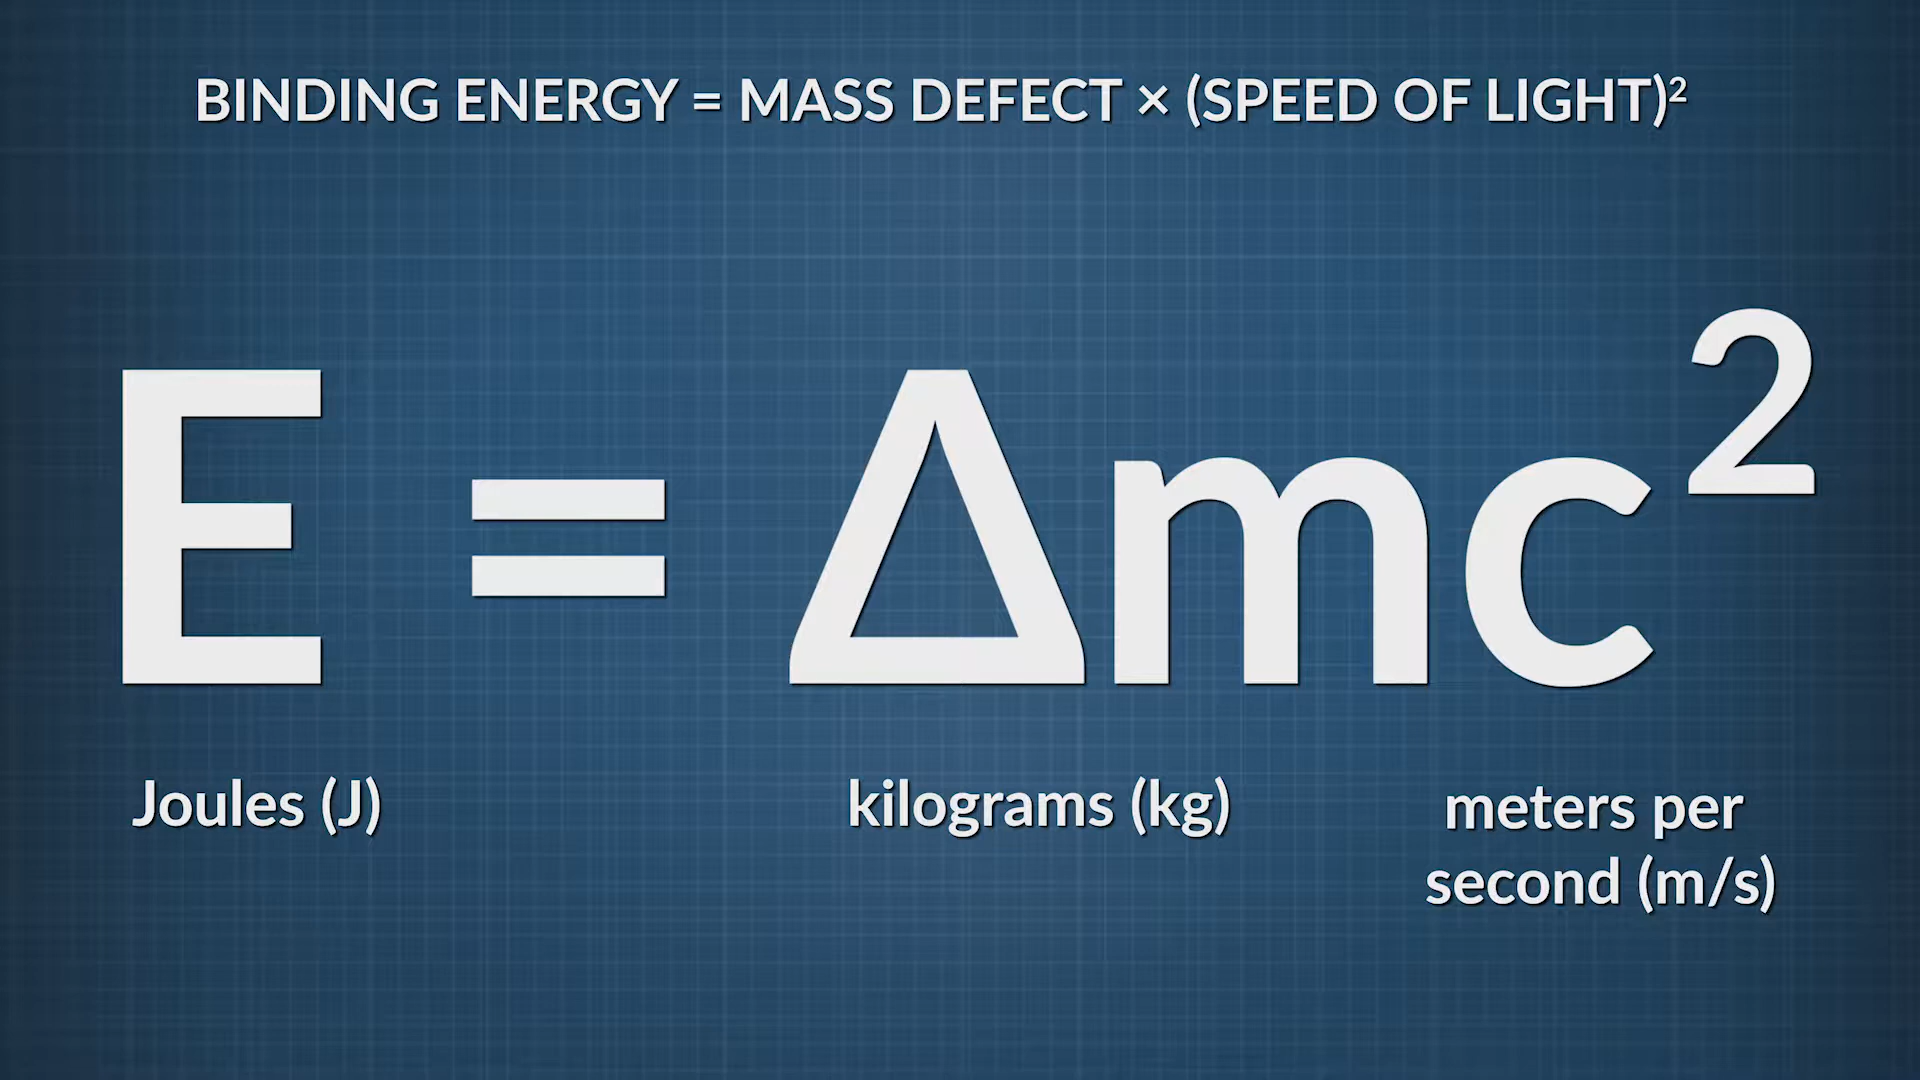 BINDING ENERGY = MASS DEFECT × (SPEED OF LIGHT)²
E = Δmc²
Joules (J)
kilograms (kg)
meters per
second (m/s)